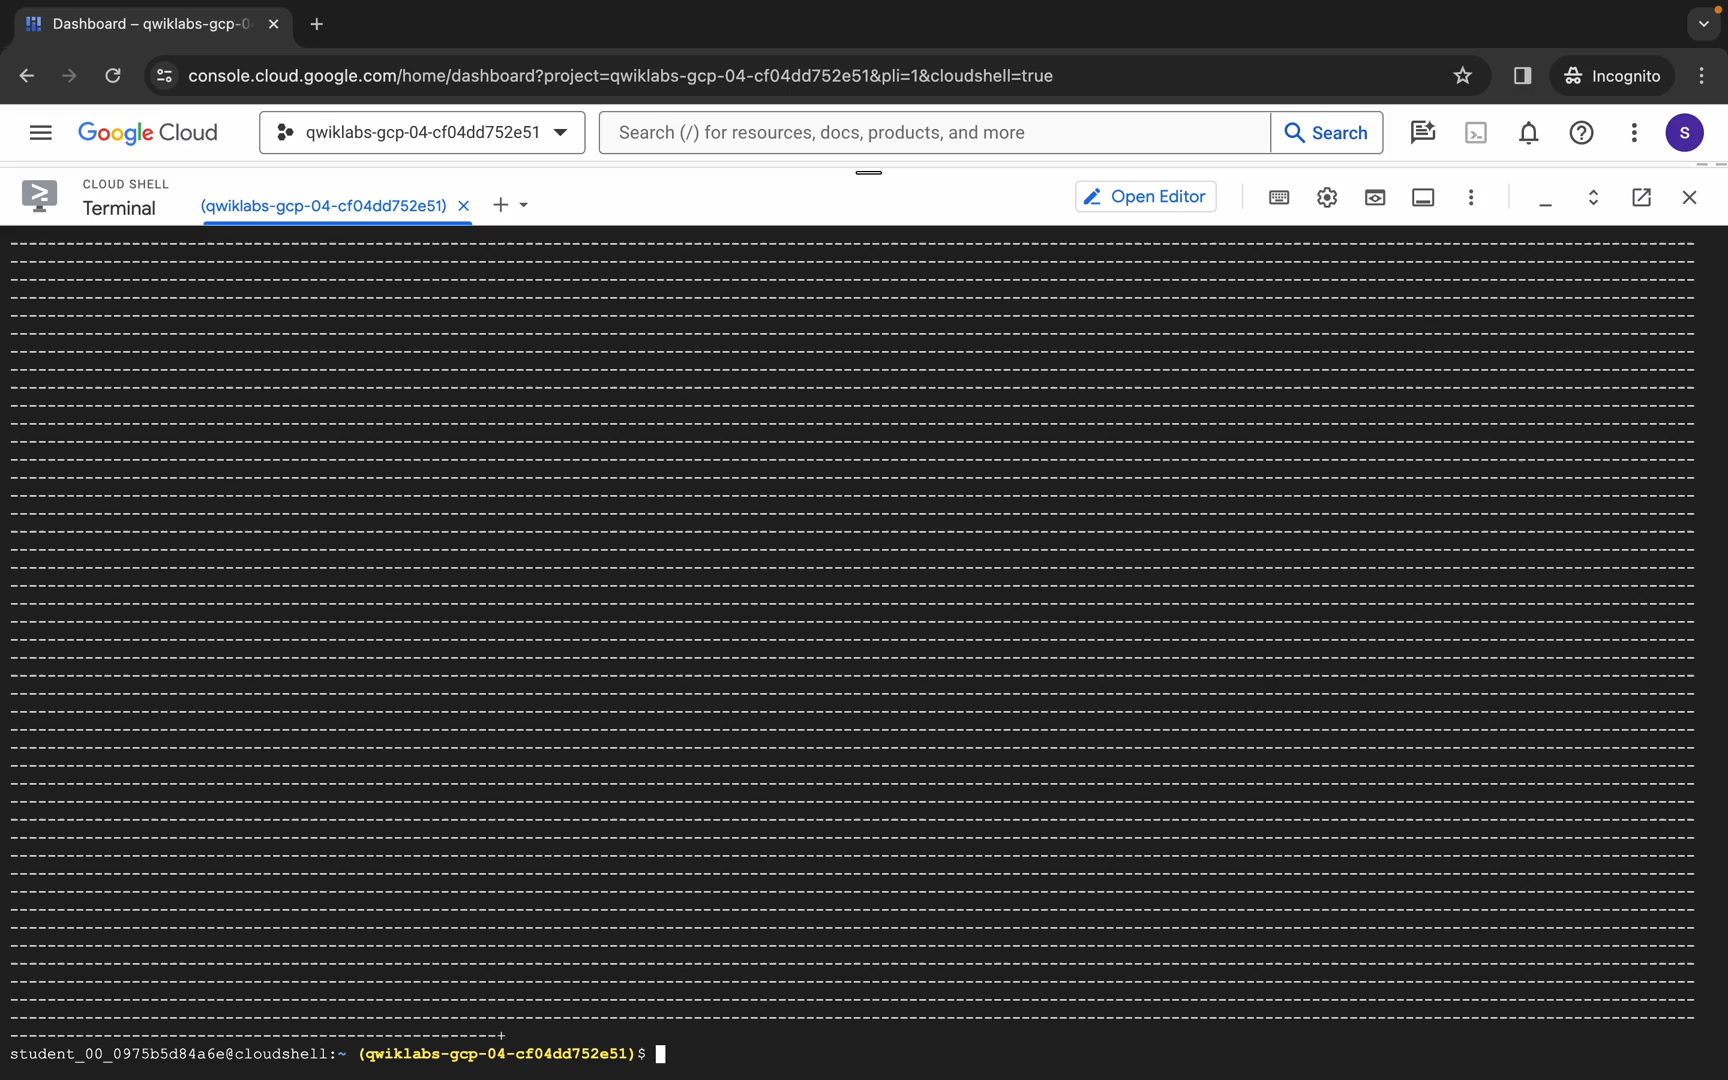 Dashboard – qwiklabs-gcp-0
console.cloud.google.com/home/dashboard?project=qwiklabs-gcp-04-cf04dd752e51&pli=1&cloudshell=true
Incognito
Google Cloud
qwiklabs-gcp-04-cf04dd752e51
Search (/) for resources, docs, products, and more
Search
S
CLOUD SHELL
Terminal
(qwiklabs-gcp-04-cf04dd752e51)
Open Editor
student_00_0975b5d84a6e@cloudshell:~ (qwiklabs-gcp-04-cf04dd752e51)$